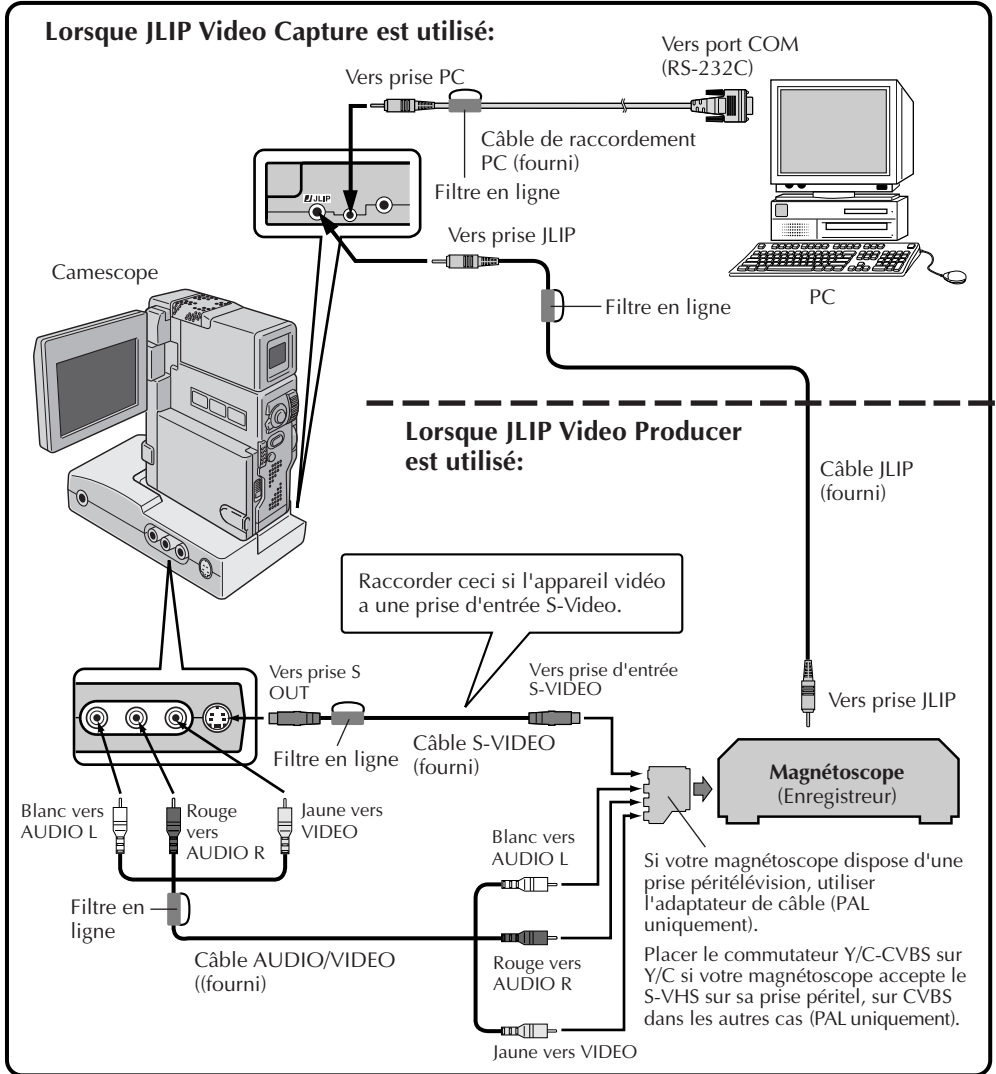 Lorsque JLIP Video Capture est utilisé:
Vers port COM
(RS-232C)
Vers prise PC
Câble de raccordement
PC (fourni)
Filtre en ligne
JLIP
Vers prise JLIP
Camescope
Filtre en ligne
PC
Lorsque JLIP Video Producer
est utilisé:
Câble JLIP
(fourni)
Raccorder ceci si l'appareil vidéo
a une prise d'entrée S-Video.
Vers prise S
OUT
Vers prise d'entrée
S-VIDEO
Vers prise JLIP
Filtre en ligne
Câble S-VIDEO
(fourni)
Magnétoscope
(Enregistreur)
Blanc vers
AUDIO L
Rouge
vers
AUDIO R
Jaune vers
VIDEO
Blanc vers
AUDIO L
Si votre magnétoscope dispose d'une
prise péritélévision, utiliser
l'adaptateur de câble (PAL
uniquement).
Filtre en
ligne
Câble AUDIO/VIDEO
((fourni)
Rouge vers
AUDIO R
Placer le commutateur Y/C-CVBS sur
Y/C si votre magnétoscope accepte le
S-VHS sur sa prise péritel, sur CVBS
dans les autres cas (PAL uniquement).
Jaune vers VIDEO